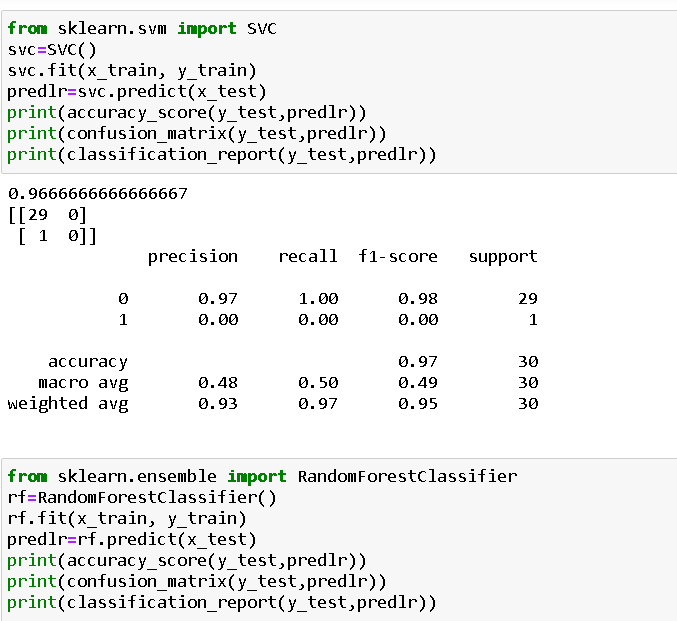 from sklearn.svm import SVC
svc=SVC()
svc.fit(x_train, y_train)
predlr=svc.predict(x_test)
print(accuracy_score(y_test,predlr))
print(confusion_matrix(y_test,predlr))
print(classification_report(y_test,predlr))
0.9666666666666667
[[29  0]
 [ 1  0]]
              precision    recall  f1-score   support

           0       0.97      1.00      0.98        29
           1       0.00      0.00      0.00         1

    accuracy                           0.97        30
   macro avg       0.48      0.50      0.49        30
weighted avg       0.93      0.97      0.95        30

from sklearn.ensemble import RandomForestClassifier
rf=RandomForestClassifier()
rf.fit(x_train, y_train)
predlr=rf.predict(x_test)
print(accuracy_score(y_test,predlr))
print(confusion_matrix(y_test,predlr))
print(classification_report(y_test,predlr))